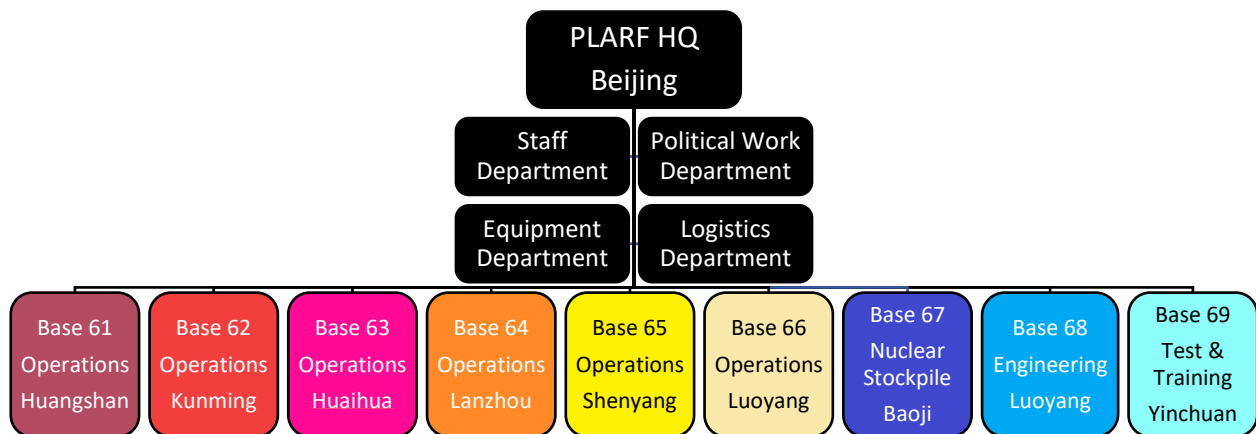 PLARF HQ
Beijing
Staff
Department
Political Work
Department
Equipment
Department
Logistics
Department
Base 61
Operations
Huangshan
Base 62
Operations
Kunming
Base 63
Operations
Huaihua
Base 64
Operations
Lanzhou
Base 65
Operations
Shenyang
Base 66
Operations
Luoyang
Base 67
Nuclear
Stockpile
Baoji
Base 68
Engineering
Luoyang
Base 69
Test &
Training
Yinchuan